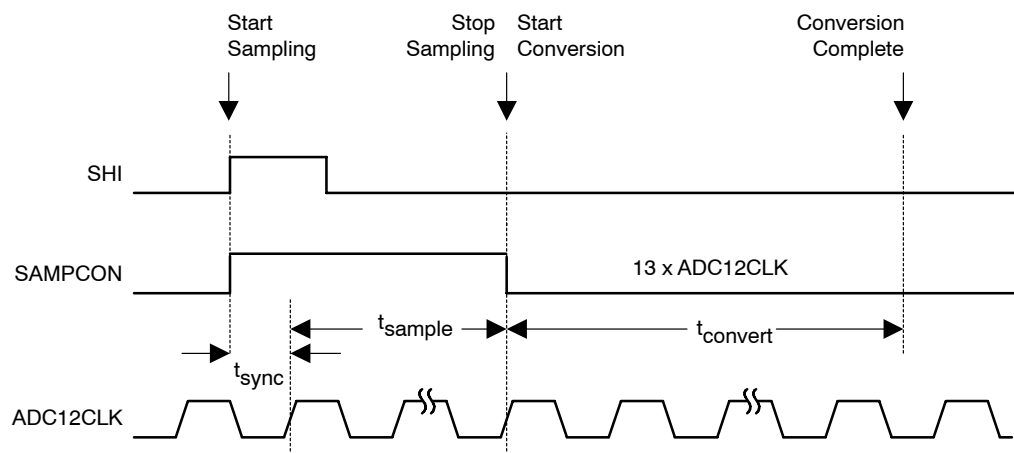 Start
Sampling
Stop
Sampling
Start
Conversion
Conversion
Complete
SHI
SAMPCON
13 x ADC12CLK
tsample
tconvert
tsync
ADC12CLK